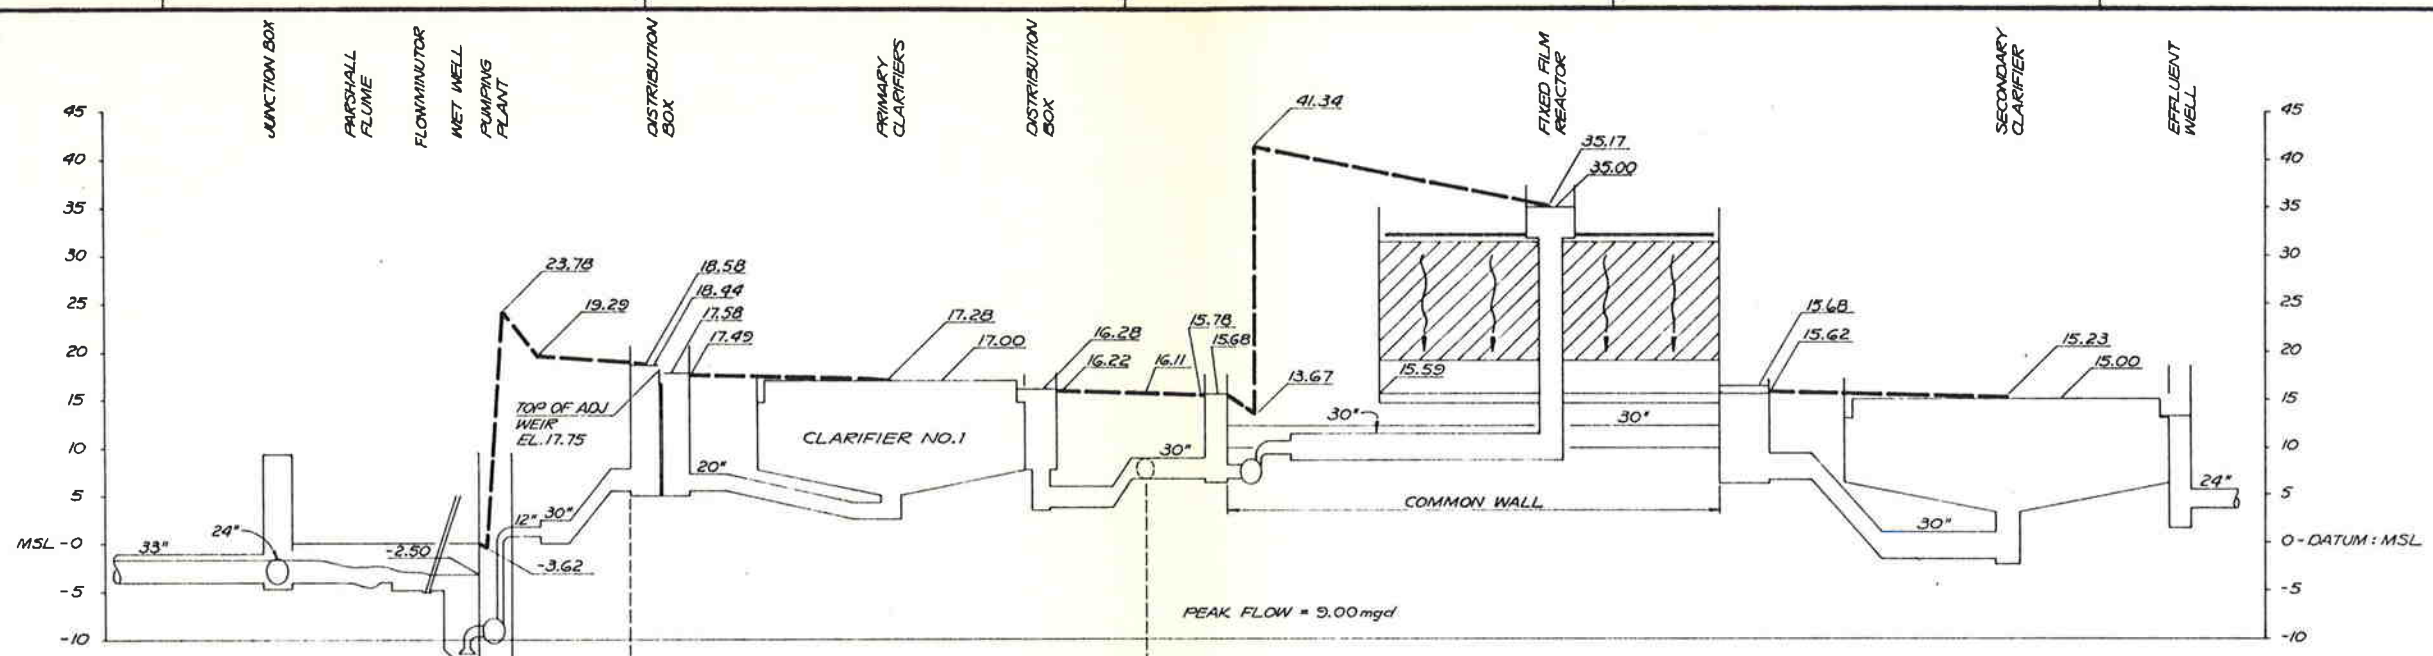 JUNCTION BOX
PARSHALL
FLUME
FLOWMINUTOR
WET WELL
PUMPING
PLANT
DISTRIBUTION
BOX
PRIMARY
CLARIFIERS
DISTRIBUTION
BOX
FIXED FILM
REACTOR
SECONDARY
CLARIFIER
EFFLUENT
WELL
45
40
35
30
25
20
15
10
5
MSL - 0
-5
-10
33"
24"
-2.50
-3.62
12"
30"
23.78
19.29
18.58
18.44
17.58
17.49
TOP OF ADJ
WEIR
EL. 17.75
20"
17.28
17.00
CLARIFIER NO.1
16.28
16.22
16.11
15.78
15.68
30"
13.67
41.34
35.17
35.00
15.59
30"
30"
COMMON WALL
15.68
15.62
15.23
15.00
30"
24"
PEAK FLOW = 9.00 mgd
45
40
35
30
25
20
15
10
5
0 - DATUM : MSL
-5
-10